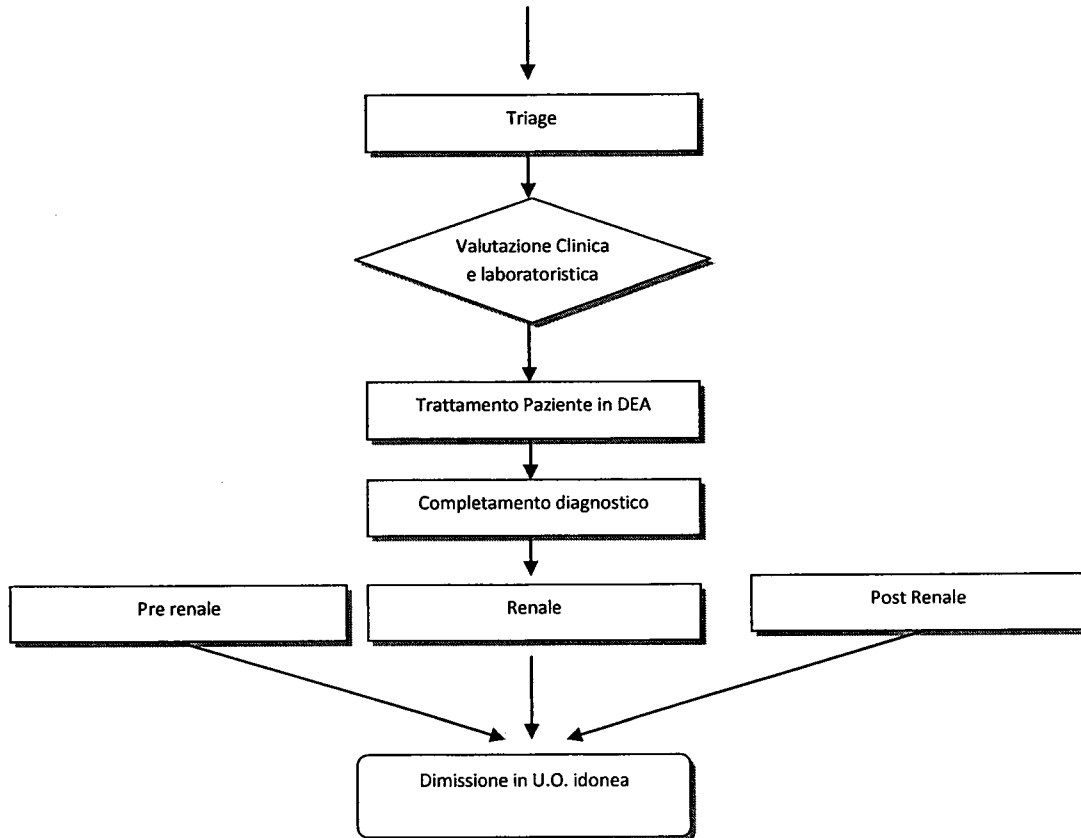 Triage
Valutazione Clinica
e laboratoristica
Trattamento Paziente in DEA
Completamento diagnostico
Pre renale
Renale
Post Renale
Dimissione in U.O. idonea